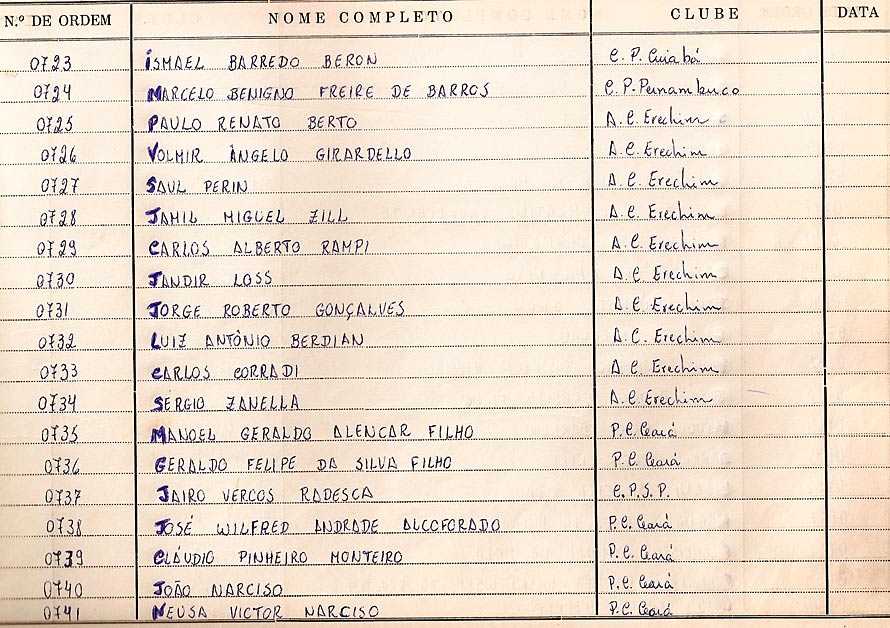 N.º DE ORDEM NOME COMPLETO CLUBE DATA
0723 ISMAEL BARREDO BERON C. P. Cuiabá
0724 MARCELO BENIGNO FREIRE DE BARROS C. P. Pernambuco
0725 PAULO RENATO BERTO A. C. Erechim
0726 VOLMIR ÂNGELO GIRARDELLO A. C. Erechim
0727 SAUL PERIN A. C. Erechim
0728 JAMIL MIGUEL ZILL A. C. Erechim
0729 CARLOS ALBERTO RAMPI A. C. Erechim
0730 JANDIR LOSS A. C. Erechim
0731 JORGE ROBERTO GONÇALVES A. C. Erechim
0732 LUIZ ANTÔNIO BERDIAN A. C. Erechim
0733 CARLOS CORRADI A. C. Erechim
0734 SÉRGIO ZANELLA A. C. Erechim
0735 MANOEL GERALDO ALENCAR FILHO P. C. Ceará
0736 GERALDO FELIPE DA SILVA FILHO P. C. Ceará
0737 JAIRO VERCOS RADESCA C. P. S. P.
0738 JOSÉ WILFRED ANDRADE ALCOFORADO P. C. Ceará
0739 CLÁUDIO PINHEIRO MONTEIRO P. C. Ceará
0740 JOÃO NARCISO P. C. Ceará
0741 NEUSA VICTOR NARCISO P. C. Ceará